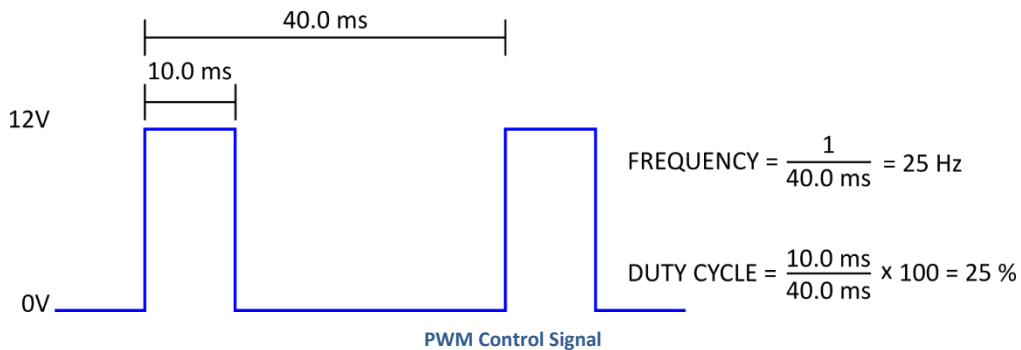 40.0 ms
10.0 ms
12V
FREQUENCY = 1 / 40.0 ms = 25 Hz
DUTY CYCLE = 10.0 ms / 40.0 ms x 100 = 25 %
0V
PWM Control Signal